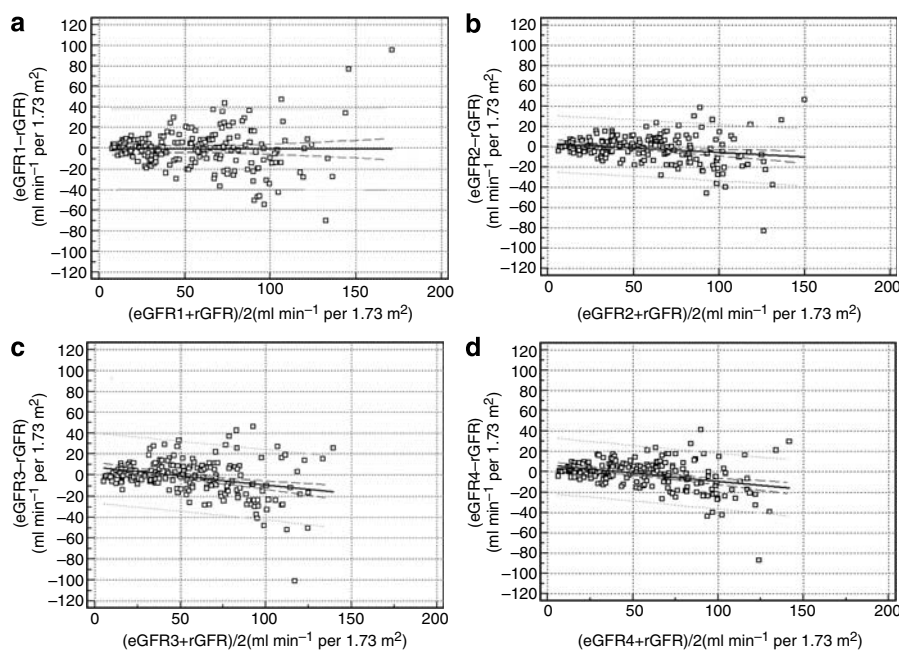 a
120
100
80
60
40
20
0
−20
−40
−60
−80
−100
−120
(eGFR1−rGFR)
(ml min⁻¹ per 1.73 m²)
0 50 100 150 200
(eGFR1+rGFR)/2(ml min⁻¹ per 1.73 m²)
b
120
100
80
60
40
20
0
−20
−40
−60
−80
−100
−120
(eGFR2−rGFR)
(ml min⁻¹ per 1.73 m²)
0 50 100 150 200
(eGFR2+rGFR)/2(ml min⁻¹ per 1.73 m²)
c
120
100
80
60
40
20
0
−20
−40
−60
−80
−100
−120
(eGFR3−rGFR)
(ml min⁻¹ per 1.73 m²)
0 50 100 150 200
(eGFR3+rGFR)/2(ml min⁻¹ per 1.73 m²)
d
120
100
80
60
40
20
0
−20
−40
−60
−80
−100
−120
(eGFR4−rGFR)
(ml min⁻¹ per 1.73 m²)
0 50 100 150 200
(eGFR4+rGFR)/2(ml min⁻¹ per 1.73 m²)